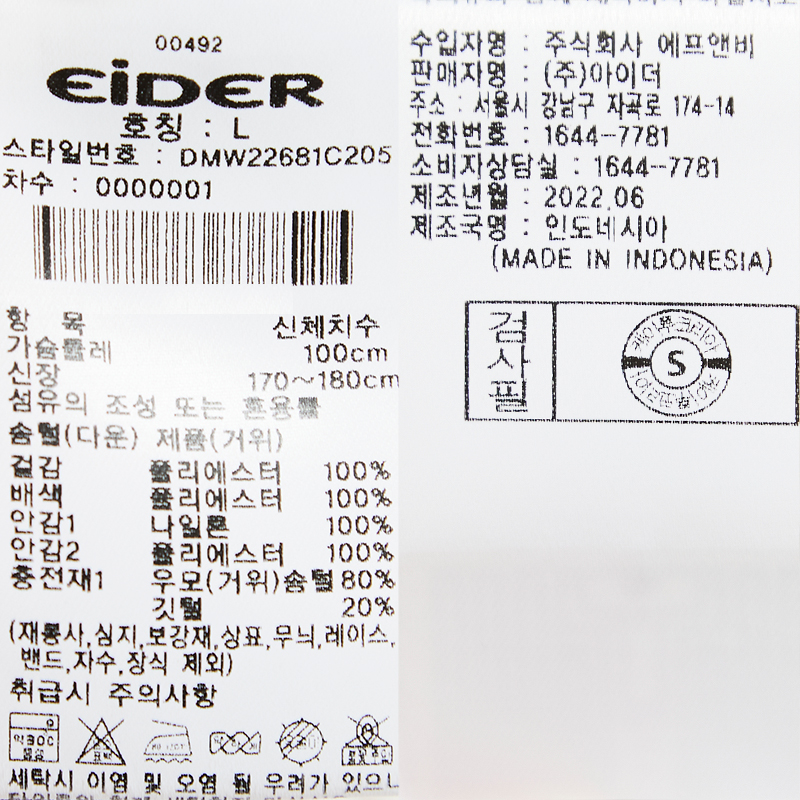 00492
EiDER
호칭 : L
스타일번호 : DMW22681C205
차수 : 0000001
항 목 신체치수
가슴둘레 100cm
신장 170~180cm
섬유의 조성 또는 혼용률
솜털(다운) 제품(거위)
겉감 폴리에스터 100%
배색 폴리에스터 100%
안감1 나일론 100%
안감2 폴리에스터 100%
충전재1 우모(거위)솜털 80%
깃털 20%
(재봉사,심지,보강재,상표,무늬,레이스,
밴드,자수,장식 제외)
취급시 주의사항
약30℃
중성
세탁시 이염 및 오염 될 우려가 있으니
수입자명 : 주식회사 에프앤비
판매자명 : (주)아이더
주소 : 서울시 강남구 자곡로 174-14
전화번호 : 1644-7781
소비자상담실 : 1644-7781
제조년월 : 2022.06
제조국명 : 인도네시아
(MADE IN INDONESIA)
검사필
S